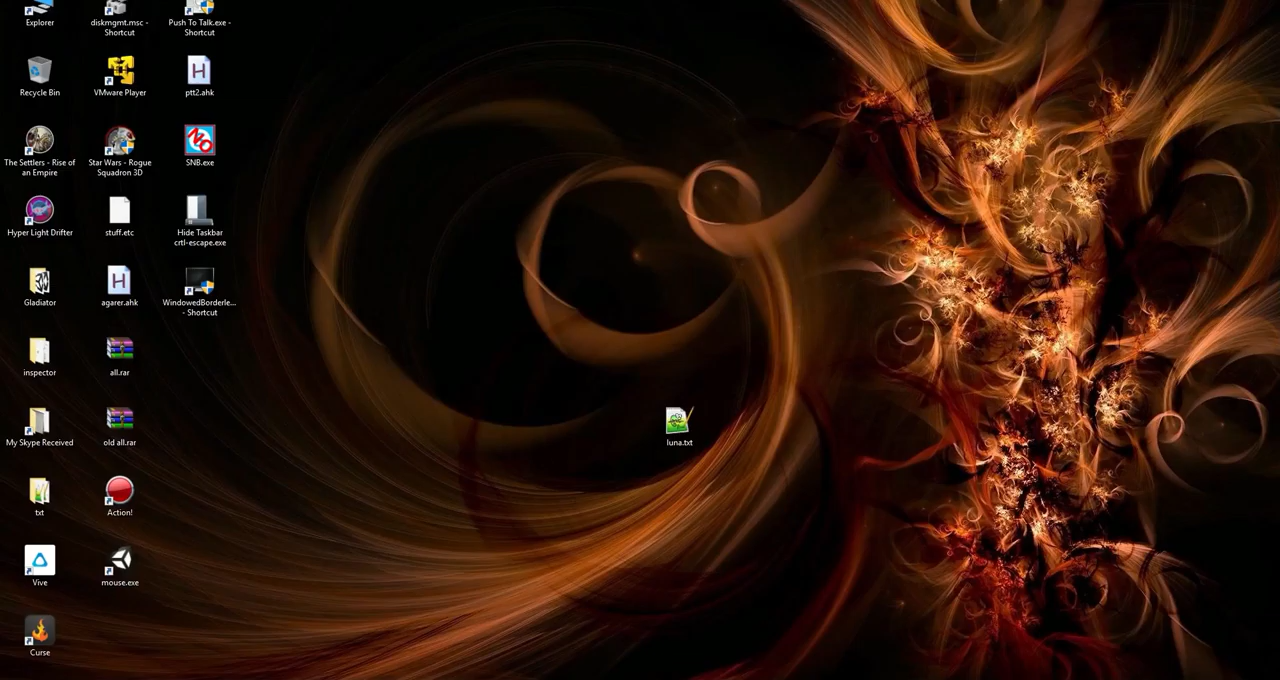 Explorer
diskmgmt.msc -
Shortcut
Push To Talk.exe -
Shortcut
Recycle Bin
VMware Player
ptt2.ahk
The Settlers - Rise of
an Empire
Star Wars - Rogue
Squadron 3D
SNB.exe
Hyper Light Drifter
stuff.etc
Hide Taskbar
crtl-escape.exe
Gladiator
agarer.ahk
WindowedBorderle...
- Shortcut
inspector
all.rar
My Skype Received
old all.rar
luna.txt
txt
Action!
Vive
mouse.exe
Curse